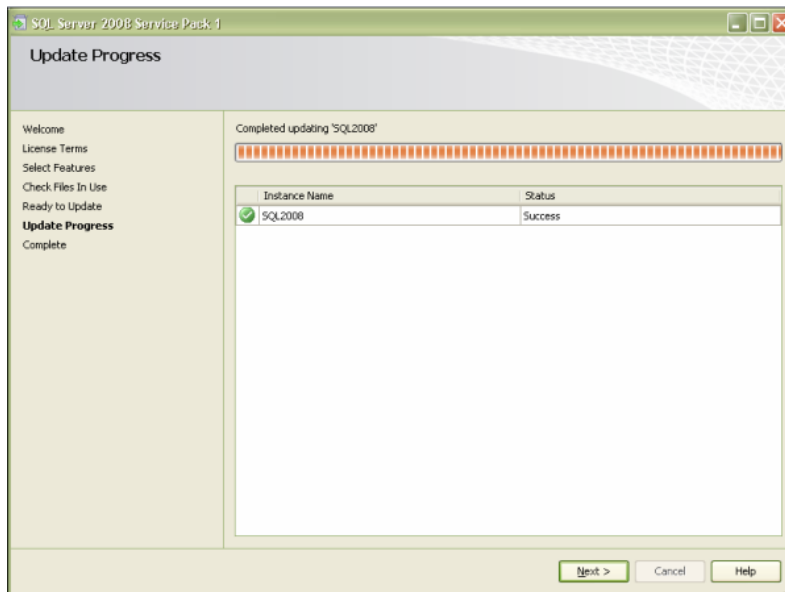 SQL Server 2008 Service Pack 1
Update Progress
Welcome
License Terms
Select Features
Check Files In Use
Ready to Update
Update Progress
Complete
Completed updating 'SQL2008'
Instance Name Status
SQL2008 Success
Next > Cancel Help